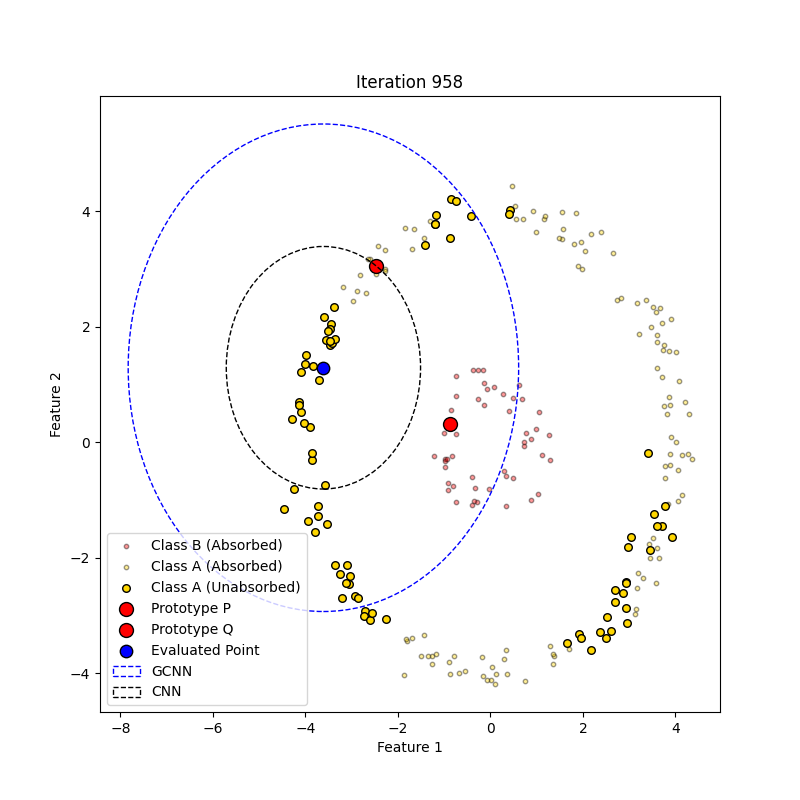 Iteration 958
Feature 2
4
2
0
−2
−4
Class B (Absorbed)
Class A (Absorbed)
Class A (Unabsorbed)
Prototype P
Prototype Q
Evaluated Point
GCNN
CNN
−8
−6
−4
−2
0
2
4
Feature 1